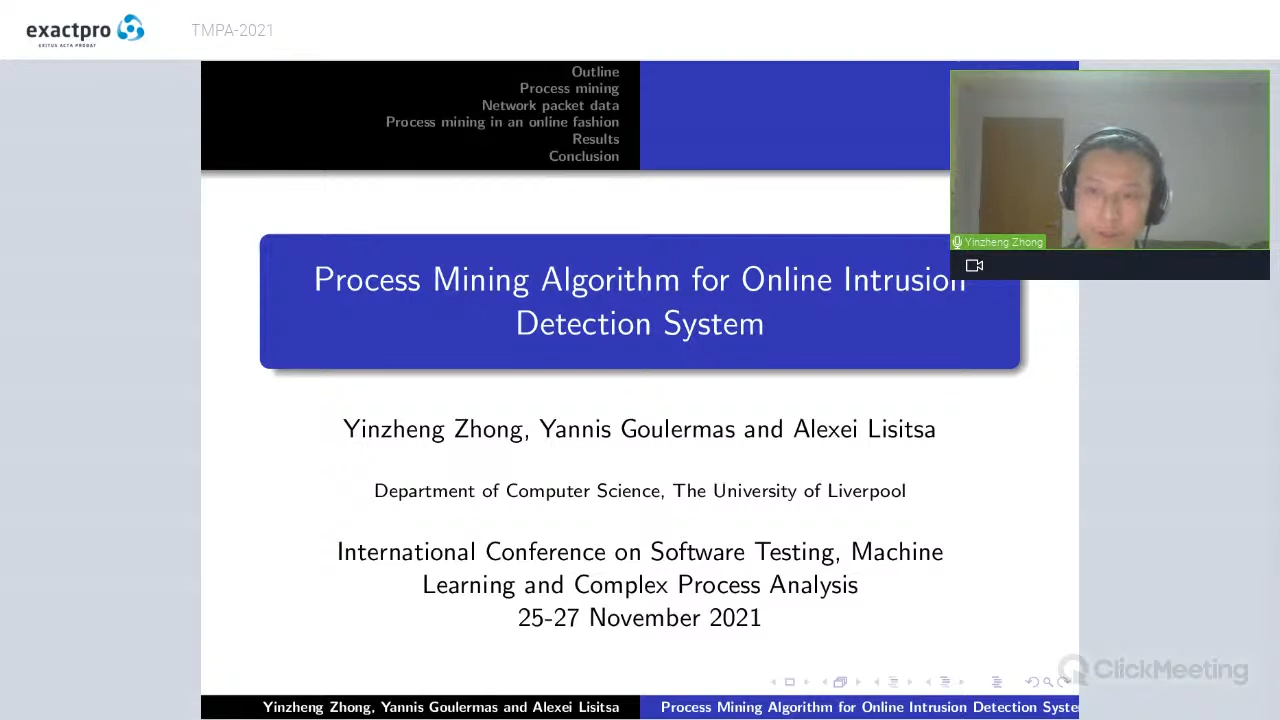 exactpro
EXITUS ACTA PROBAT
TMPA-2021
Outline
Process mining
Network packet data
Process mining in an online fashion
Results
Conclusion
Yinzheng Zhong
Process Mining Algorithm for Online Intrusion
Detection System
Yinzheng Zhong, Yannis Goulermas and Alexei Lisitsa
Department of Computer Science, The University of Liverpool
International Conference on Software Testing, Machine
Learning and Complex Process Analysis
25-27 November 2021
ClickMeeting
Yinzheng Zhong, Yannis Goulermas and Alexei Lisitsa
Process Mining Algorithm for Online Intrusion Detection Syste